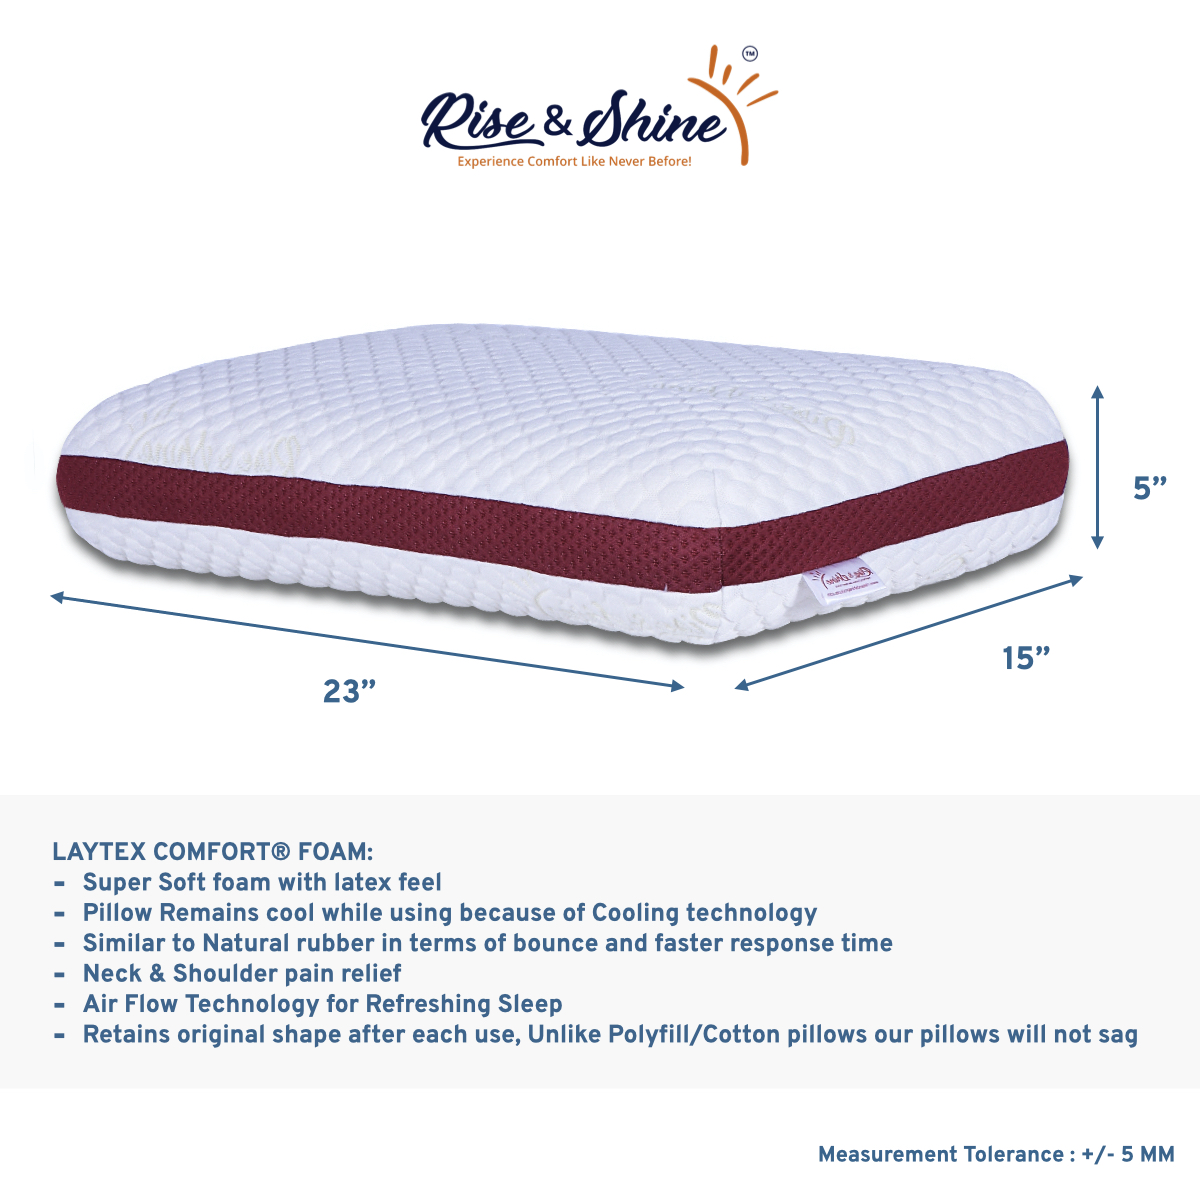 Rise & Shine ™
Experience Comfort Like Never Before!
5”
15”
23”
LAYTEX COMFORT® FOAM:
- Super Soft foam with latex feel
- Pillow Remains cool while using because of Cooling technology
- Similar to Natural rubber in terms of bounce and faster response time
- Neck & Shoulder pain relief
- Air Flow Technology for Refreshing Sleep
- Retains original shape after each use, Unlike Polyfill/Cotton pillows our pillows will not sag
Measurement Tolerance : +/- 5 MM